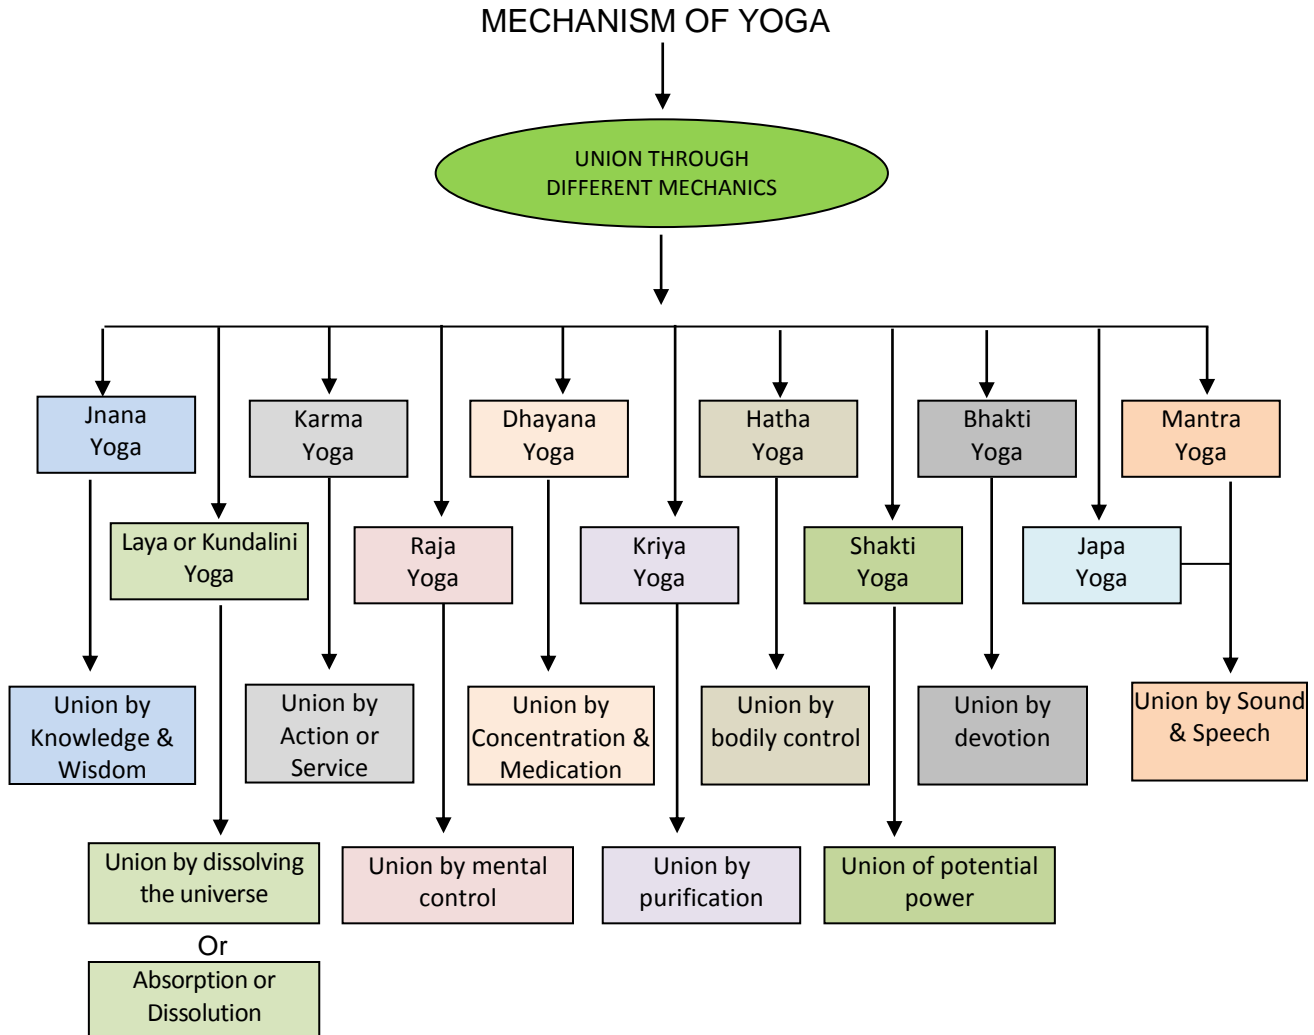 MECHANISM OF YOGA
UNION THROUGH
DIFFERENT MECHANICS
Jnana
Yoga
Karma
Yoga
Dhayana
Yoga
Hatha
Yoga
Bhakti
Yoga
Mantra
Yoga
Laya or Kundalini
Yoga
Raja
Yoga
Kriya
Yoga
Shakti
Yoga
Japa
Yoga
Union by
Knowledge &
Wisdom
Union by
Action or
Service
Union by
Concentration &
Medication
Union by
bodily control
Union by
devotion
Union by Sound
& Speech
Union by dissolving
the universe
Union by mental
control
Union by
purification
Union of potential
power
Or
Absorption or
Dissolution